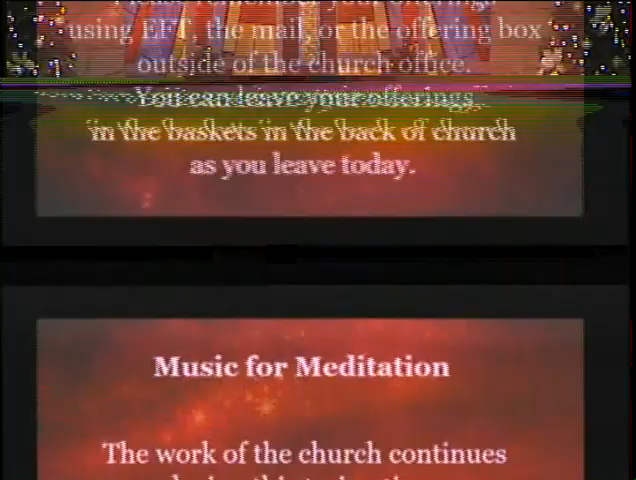 using EFT, the mail, or the offering box
outside of the church office.
You can leave your offerings
in the baskets in the back of church
as you leave today.
Music for Meditation
The work of the church continues